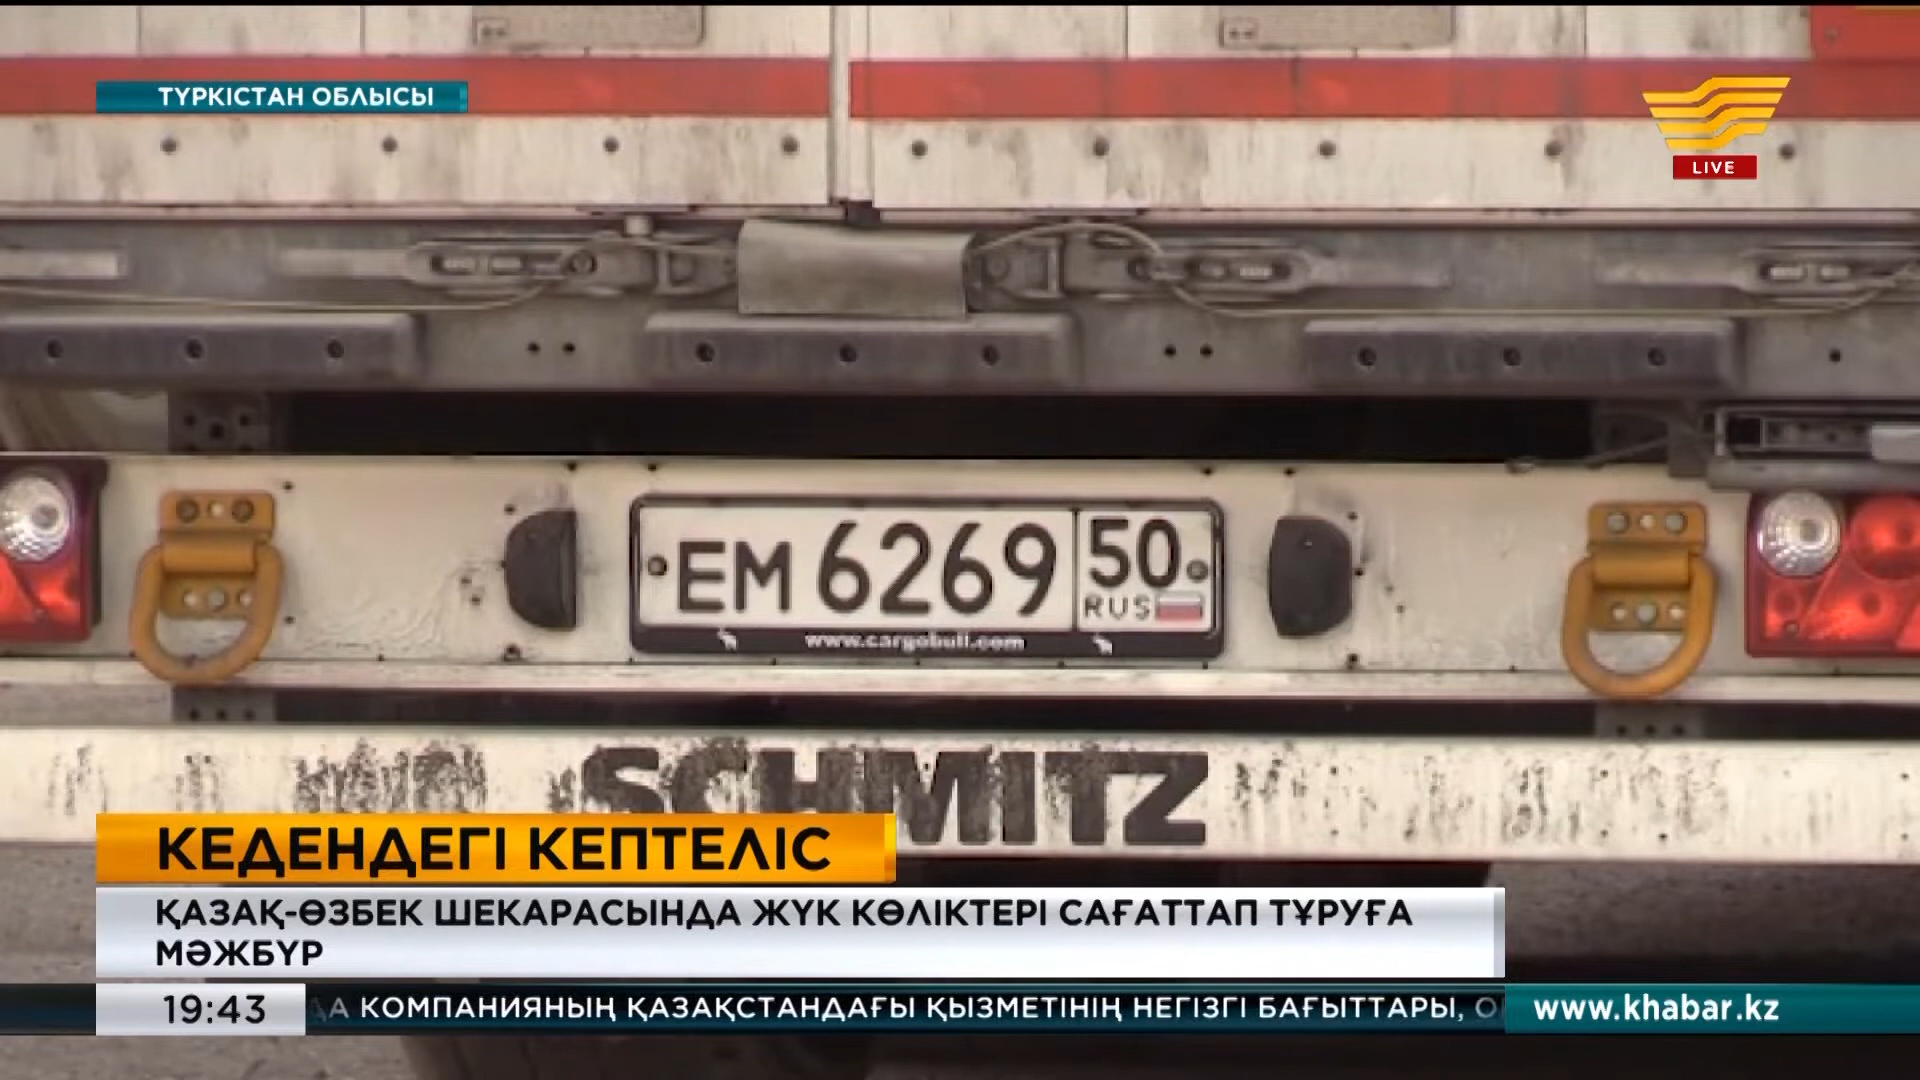 ТҮРКІСТАН ОБЛЫСЫ
LIVE
ЕМ 6269 50
RUS
www.cargobull.com
SCHMITZ
КЕДЕНДЕГІ КЕПТЕЛІС
ҚАЗАҚ-ӨЗБЕК ШЕКАРАСЫНДА ЖҮК КӨЛІКТЕРІ САҒАТТАП ТҰРУҒА
МӘЖБҮР
19:43
КОМПАНИЯНЫҢ ҚАЗАҚСТАНДАҒЫ ҚЫЗМЕТІНІҢ НЕГІЗГІ БАҒЫТТАРЫ,
www.khabar.kz